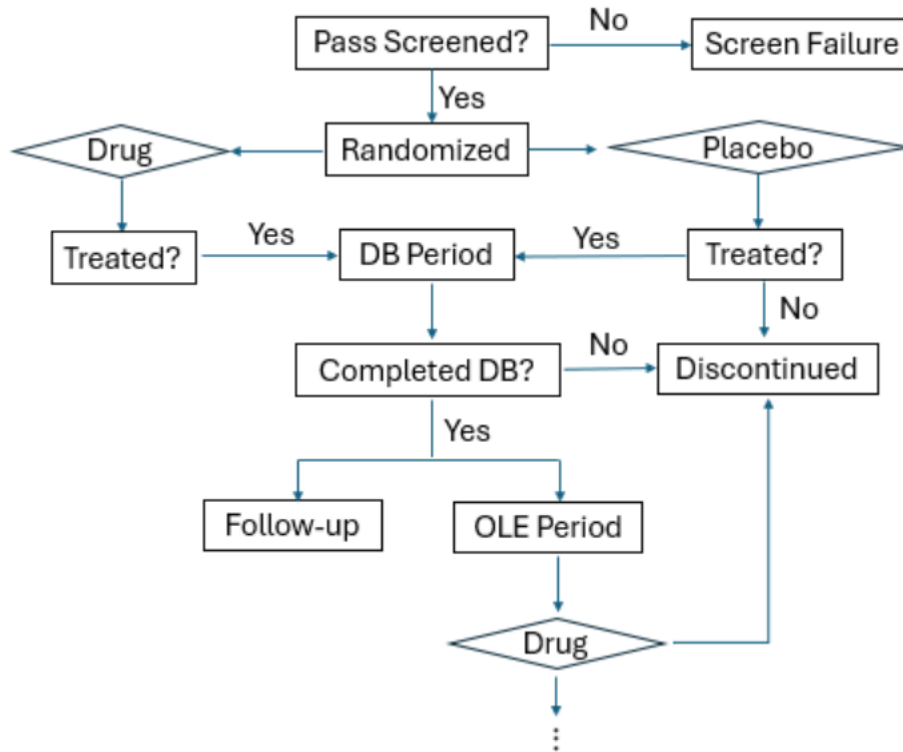 Pass Screened?
No
Screen Failure
Yes
Drug
Randomized
Placebo
Treated?
Yes
DB Period
Yes
Treated?
No
Completed DB?
No
Discontinued
Yes
Follow-up
OLE Period
Drug
...